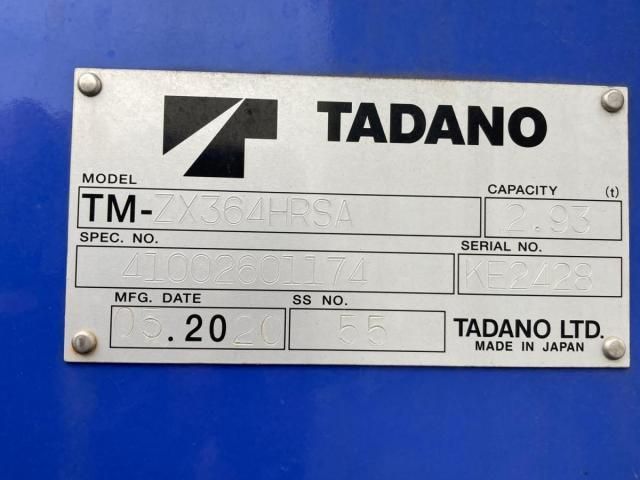 TADANO
MODEL
TM-ZX364HRSA
CAPACITY (t)
2.93
SPEC. NO.
41002601174
SERIAL NO.
KE2428
MFG. DATE
05.2020
SS NO.
55
TADANO LTD.
MADE IN JAPAN